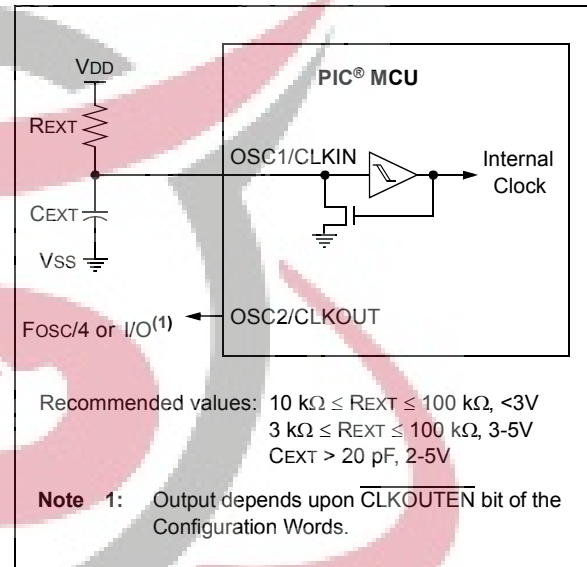 VDD
PIC® MCU
REXT
OSC1/CLKIN
Internal
Clock
CEXT
VSS
FOSC/4 or I/O(1)
OSC2/CLKOUT
Recommended values: 10 kΩ ≤ REXT ≤ 100 kΩ, <3V
3 kΩ ≤ REXT ≤ 100 kΩ, 3-5V
CEXT > 20 pF, 2-5V
Note 1: Output depends upon CLKOUTEN bit of the
Configuration Words.